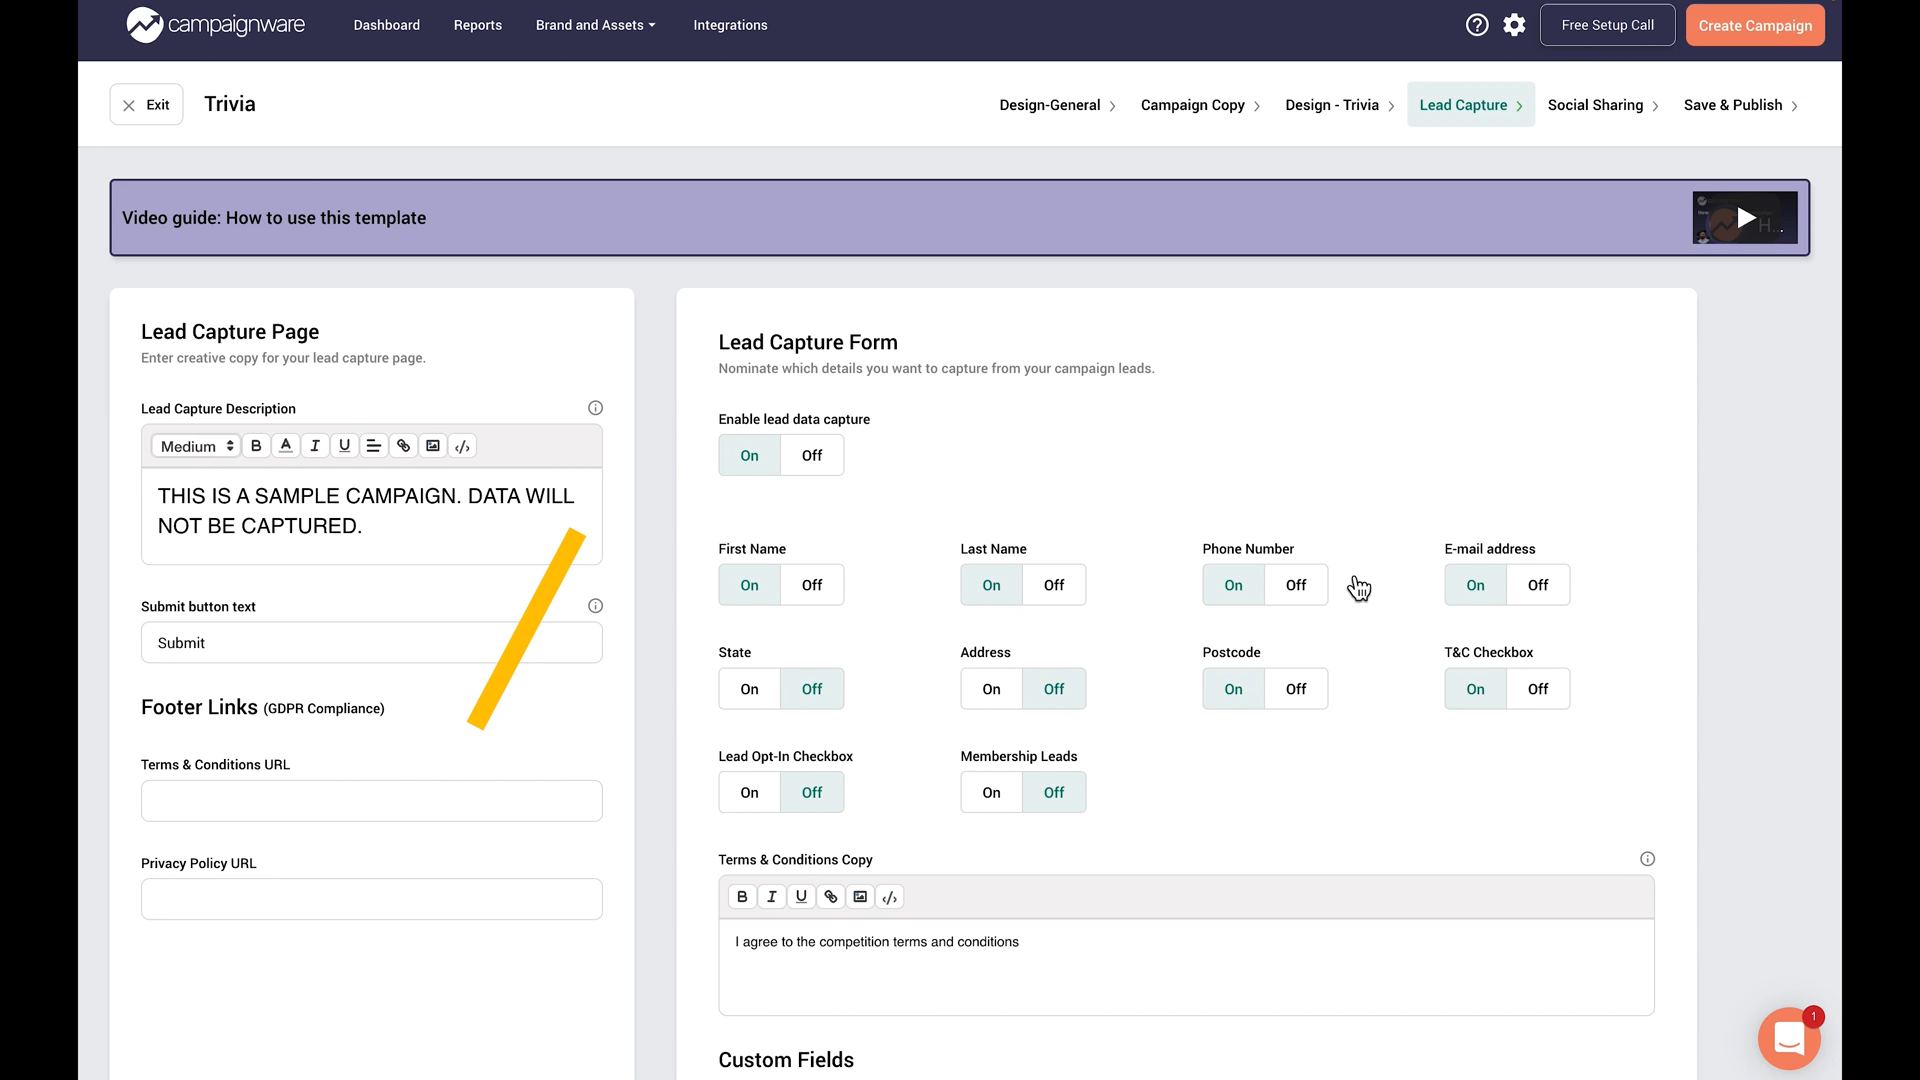 campaignware
Dashboard
Reports
Brand and Assets
Integrations
Free Setup Call
Create Campaign
Exit
Trivia
Design-General
Campaign Copy
Design - Trivia
Lead Capture
Social Sharing
Save & Publish
Video guide: How to use this template
H...
Lead Capture Page
Enter creative copy for your lead capture page.
Lead Capture Description
Medium
B A I U </>
THIS IS A SAMPLE CAMPAIGN. DATA WILL
NOT BE CAPTURED.
Submit button text
Submit
Footer Links (GDPR Compliance)
Terms & Conditions URL
Privacy Policy URL
Lead Capture Form
Nominate which details you want to capture from your campaign leads.
Enable lead data capture
On Off
First Name Last Name Phone Number E-mail address
On Off On Off On Off On Off
State Address Postcode T&C Checkbox
On Off On Off On Off On Off
Lead Opt-In Checkbox Membership Leads
On Off On Off
Terms & Conditions Copy
B I U </>
I agree to the competition terms and conditions
Custom Fields
1